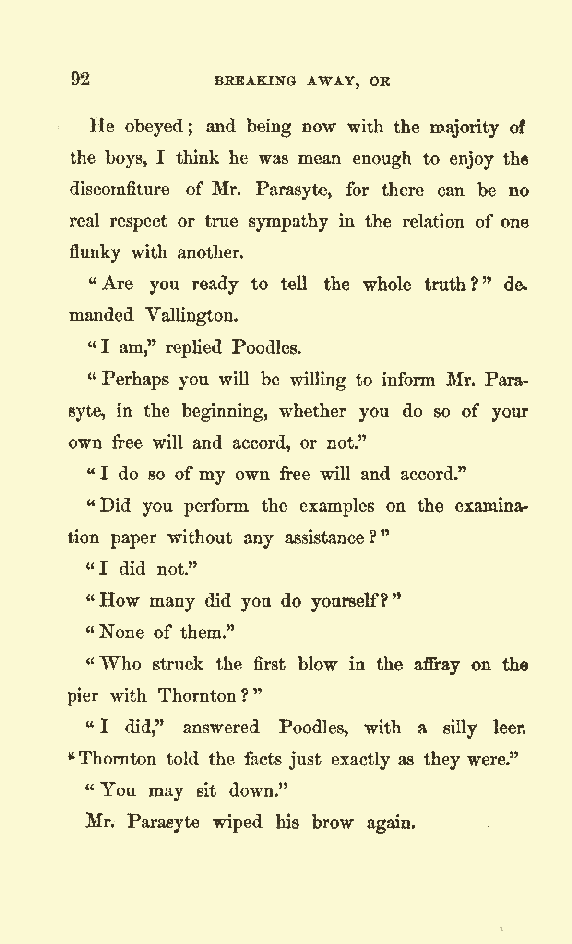 92 BREAKING AWAY, OR
He obeyed; and being now with the majority of
the boys, I think he was mean enough to enjoy the
discomfiture of Mr. Parasyte, for there can be no
real respect or true sympathy in the relation of one
flunky with another.
"Are you ready to tell the whole truth?" de-
manded Vallington.
"I am," replied Poodles.
"Perhaps you will be willing to inform Mr. Para-
syte, in the beginning, whether you do so of your
own free will and accord, or not."
"I do so of my own free will and accord."
"Did you perform the examples on the examina-
tion paper without any assistance?"
"I did not."
"How many did you do yourself?"
"None of them."
"Who struck the first blow in the affray on the
pier with Thornton?"
"I did," answered Poodles, with a silly leer.
"Thornton told the facts just exactly as they were."
"You may sit down."
Mr. Parasyte wiped his brow again.